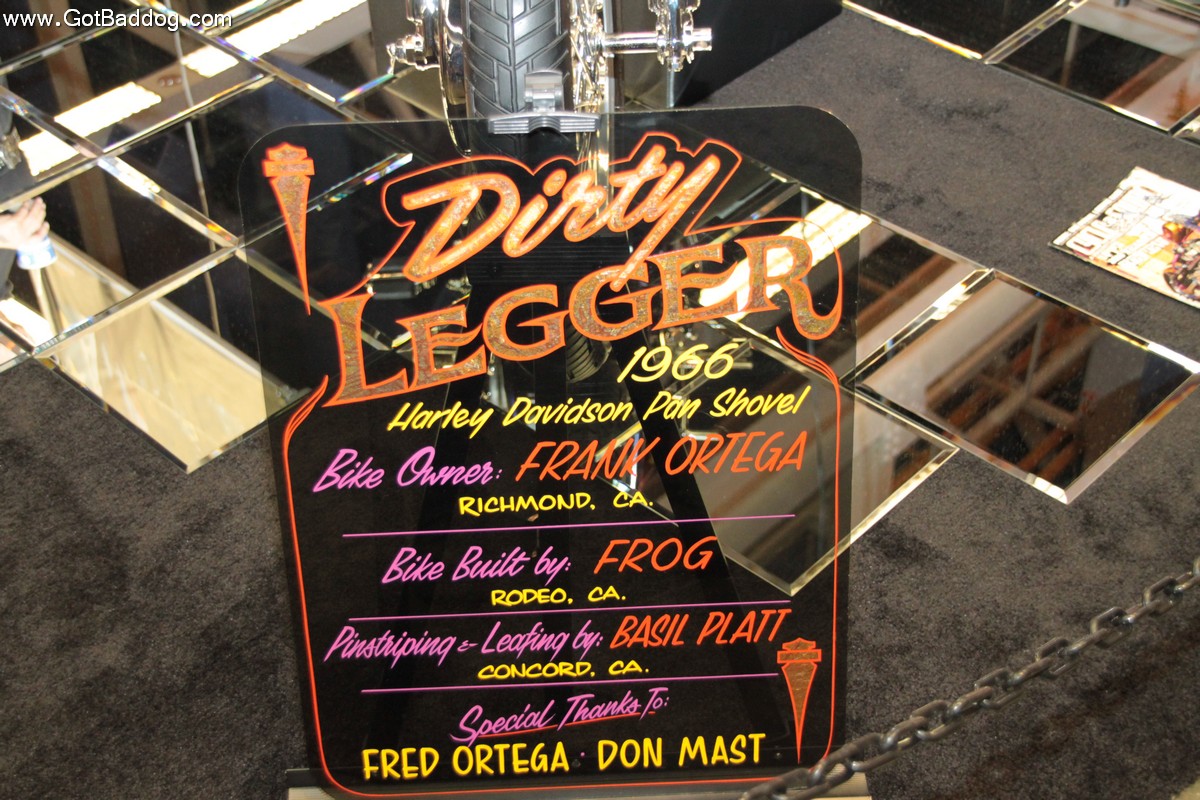 www.GotBaddog.com
Dirty
LEGGER
1966
Harley Davidson Pan Shovel
Bike Owner: FRANK ORTEGA
RICHMOND, CA.
Bike Built by: FROG
RODEO, CA.
Pinstriping & Leafing by: BASIL PLATT
CONCORD, CA.
Special Thanks To:
FRED ORTEGA · DON MAST